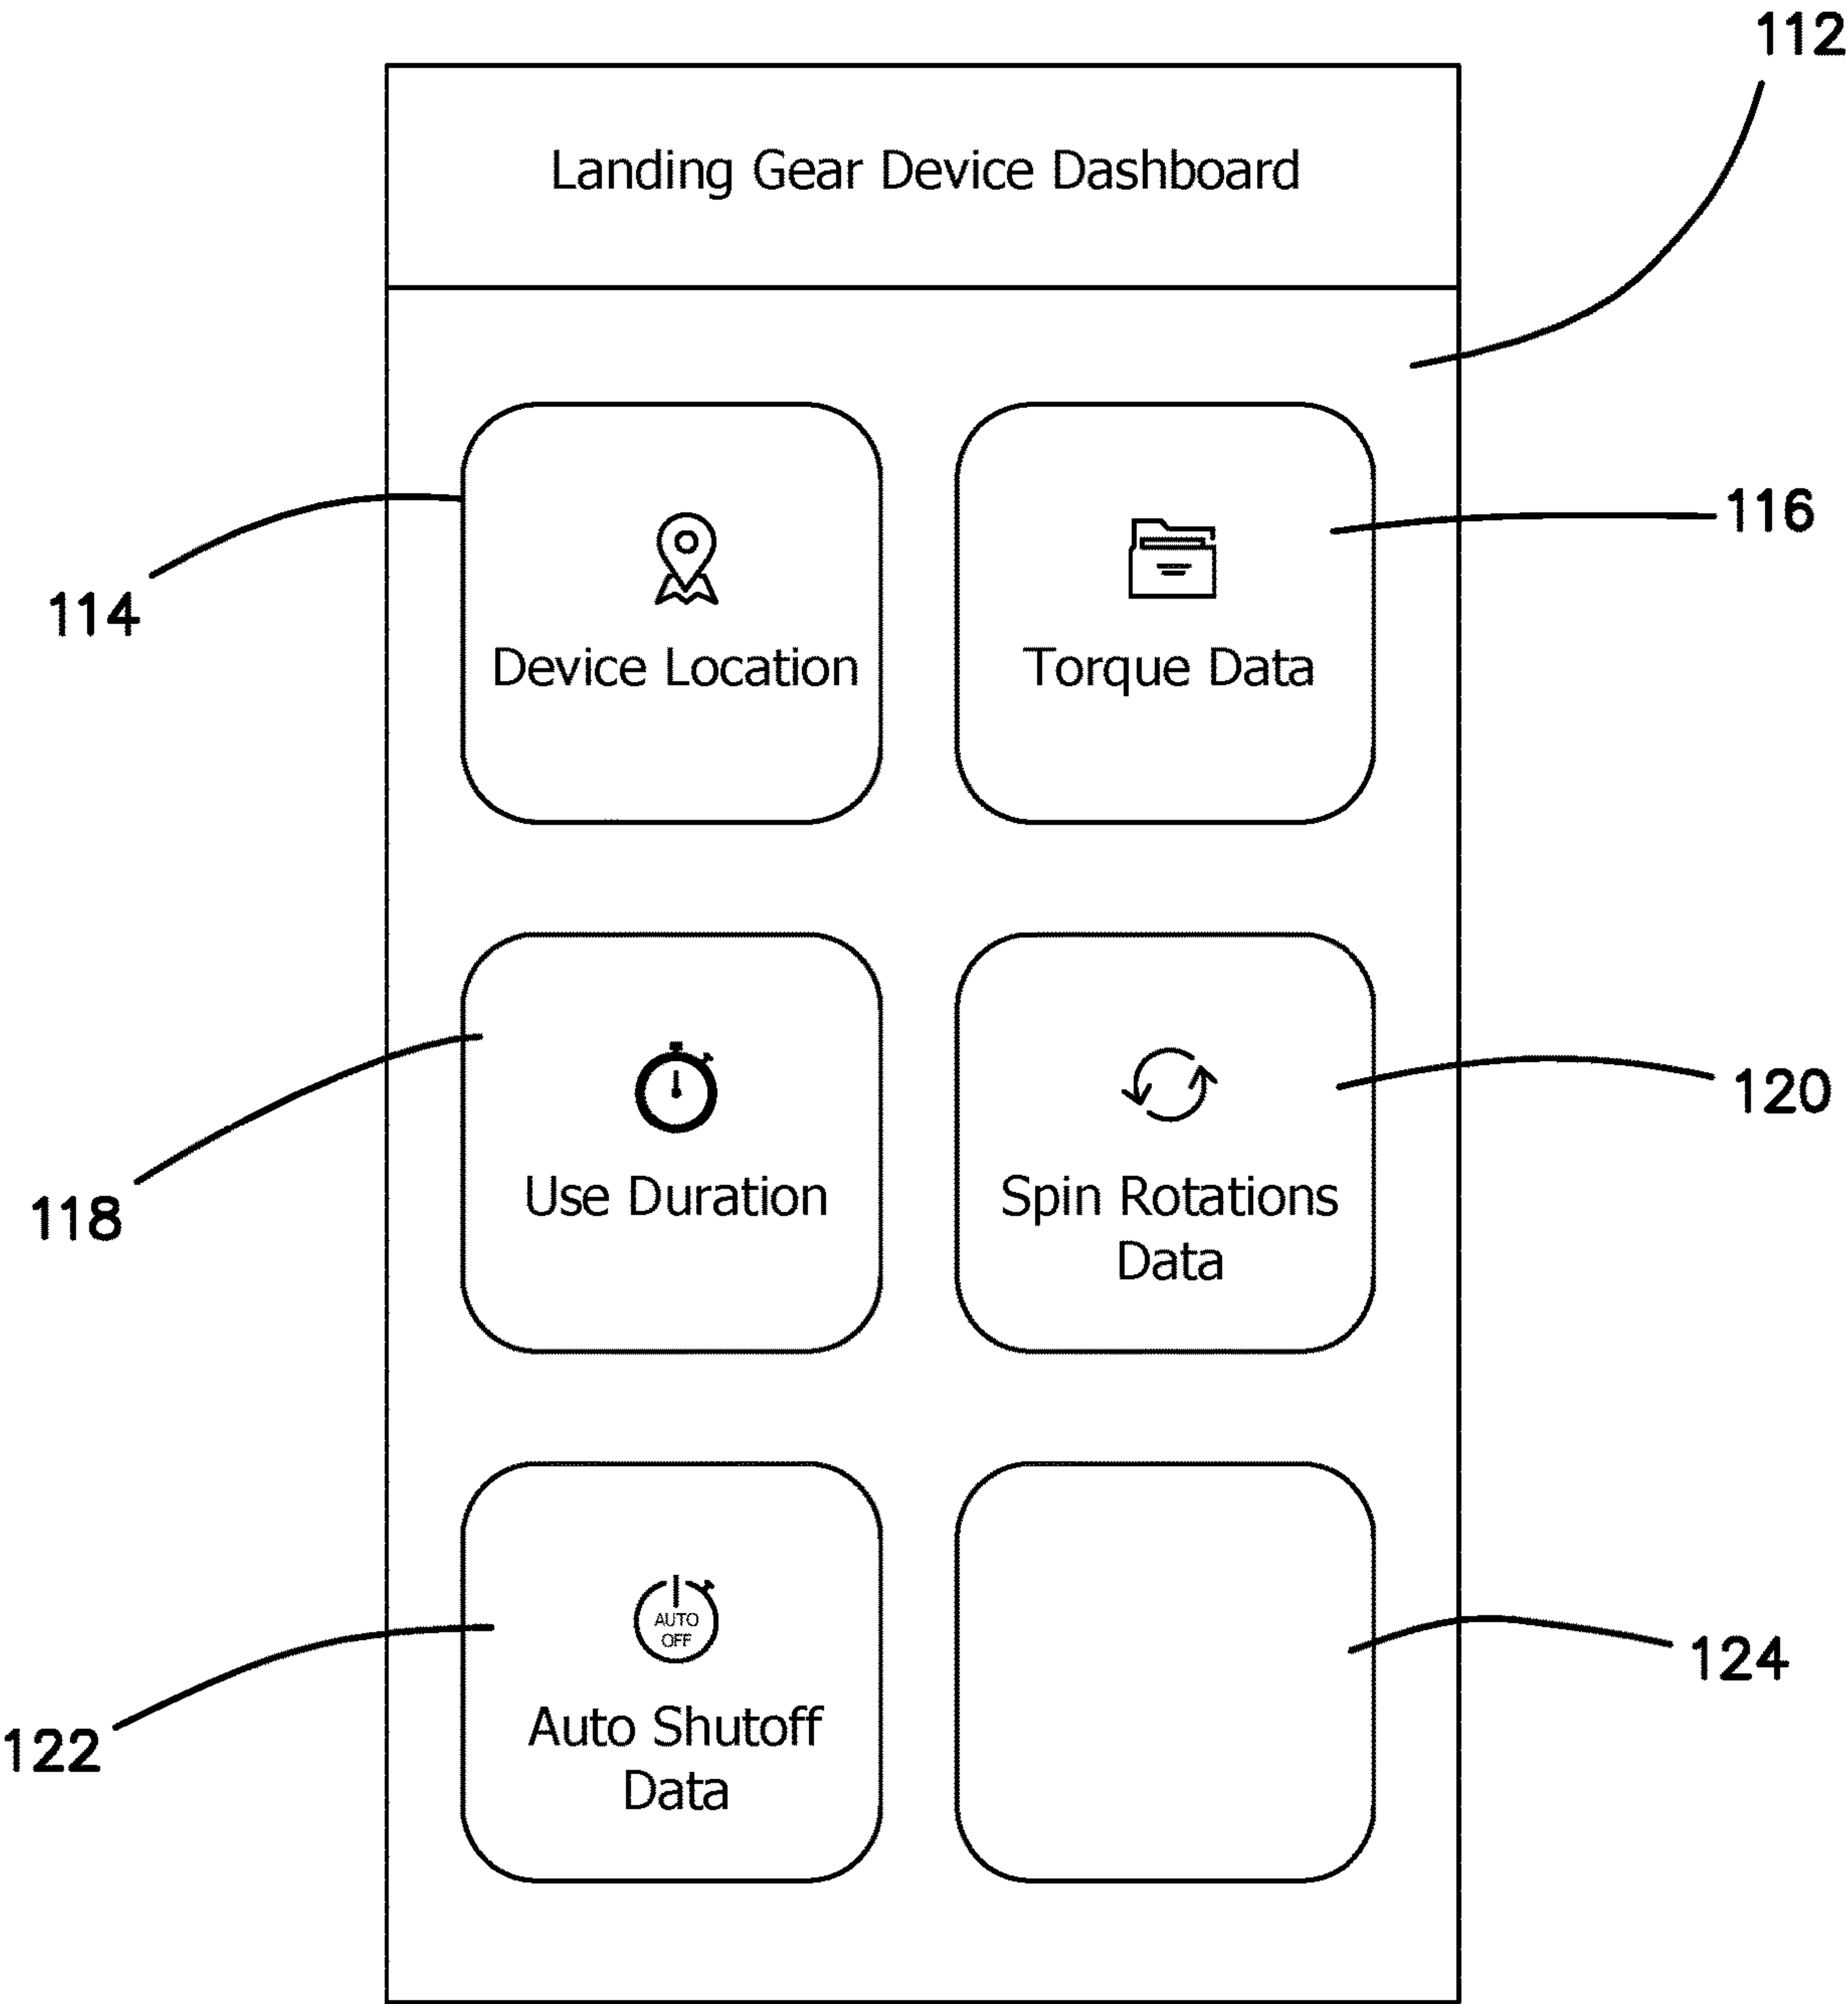 112
Landing Gear Device Dashboard
114
Device Location
116
Torque Data
118
Use Duration
120
Spin Rotations
Data
122
AUTO
OFF
Auto Shutoff
Data
124